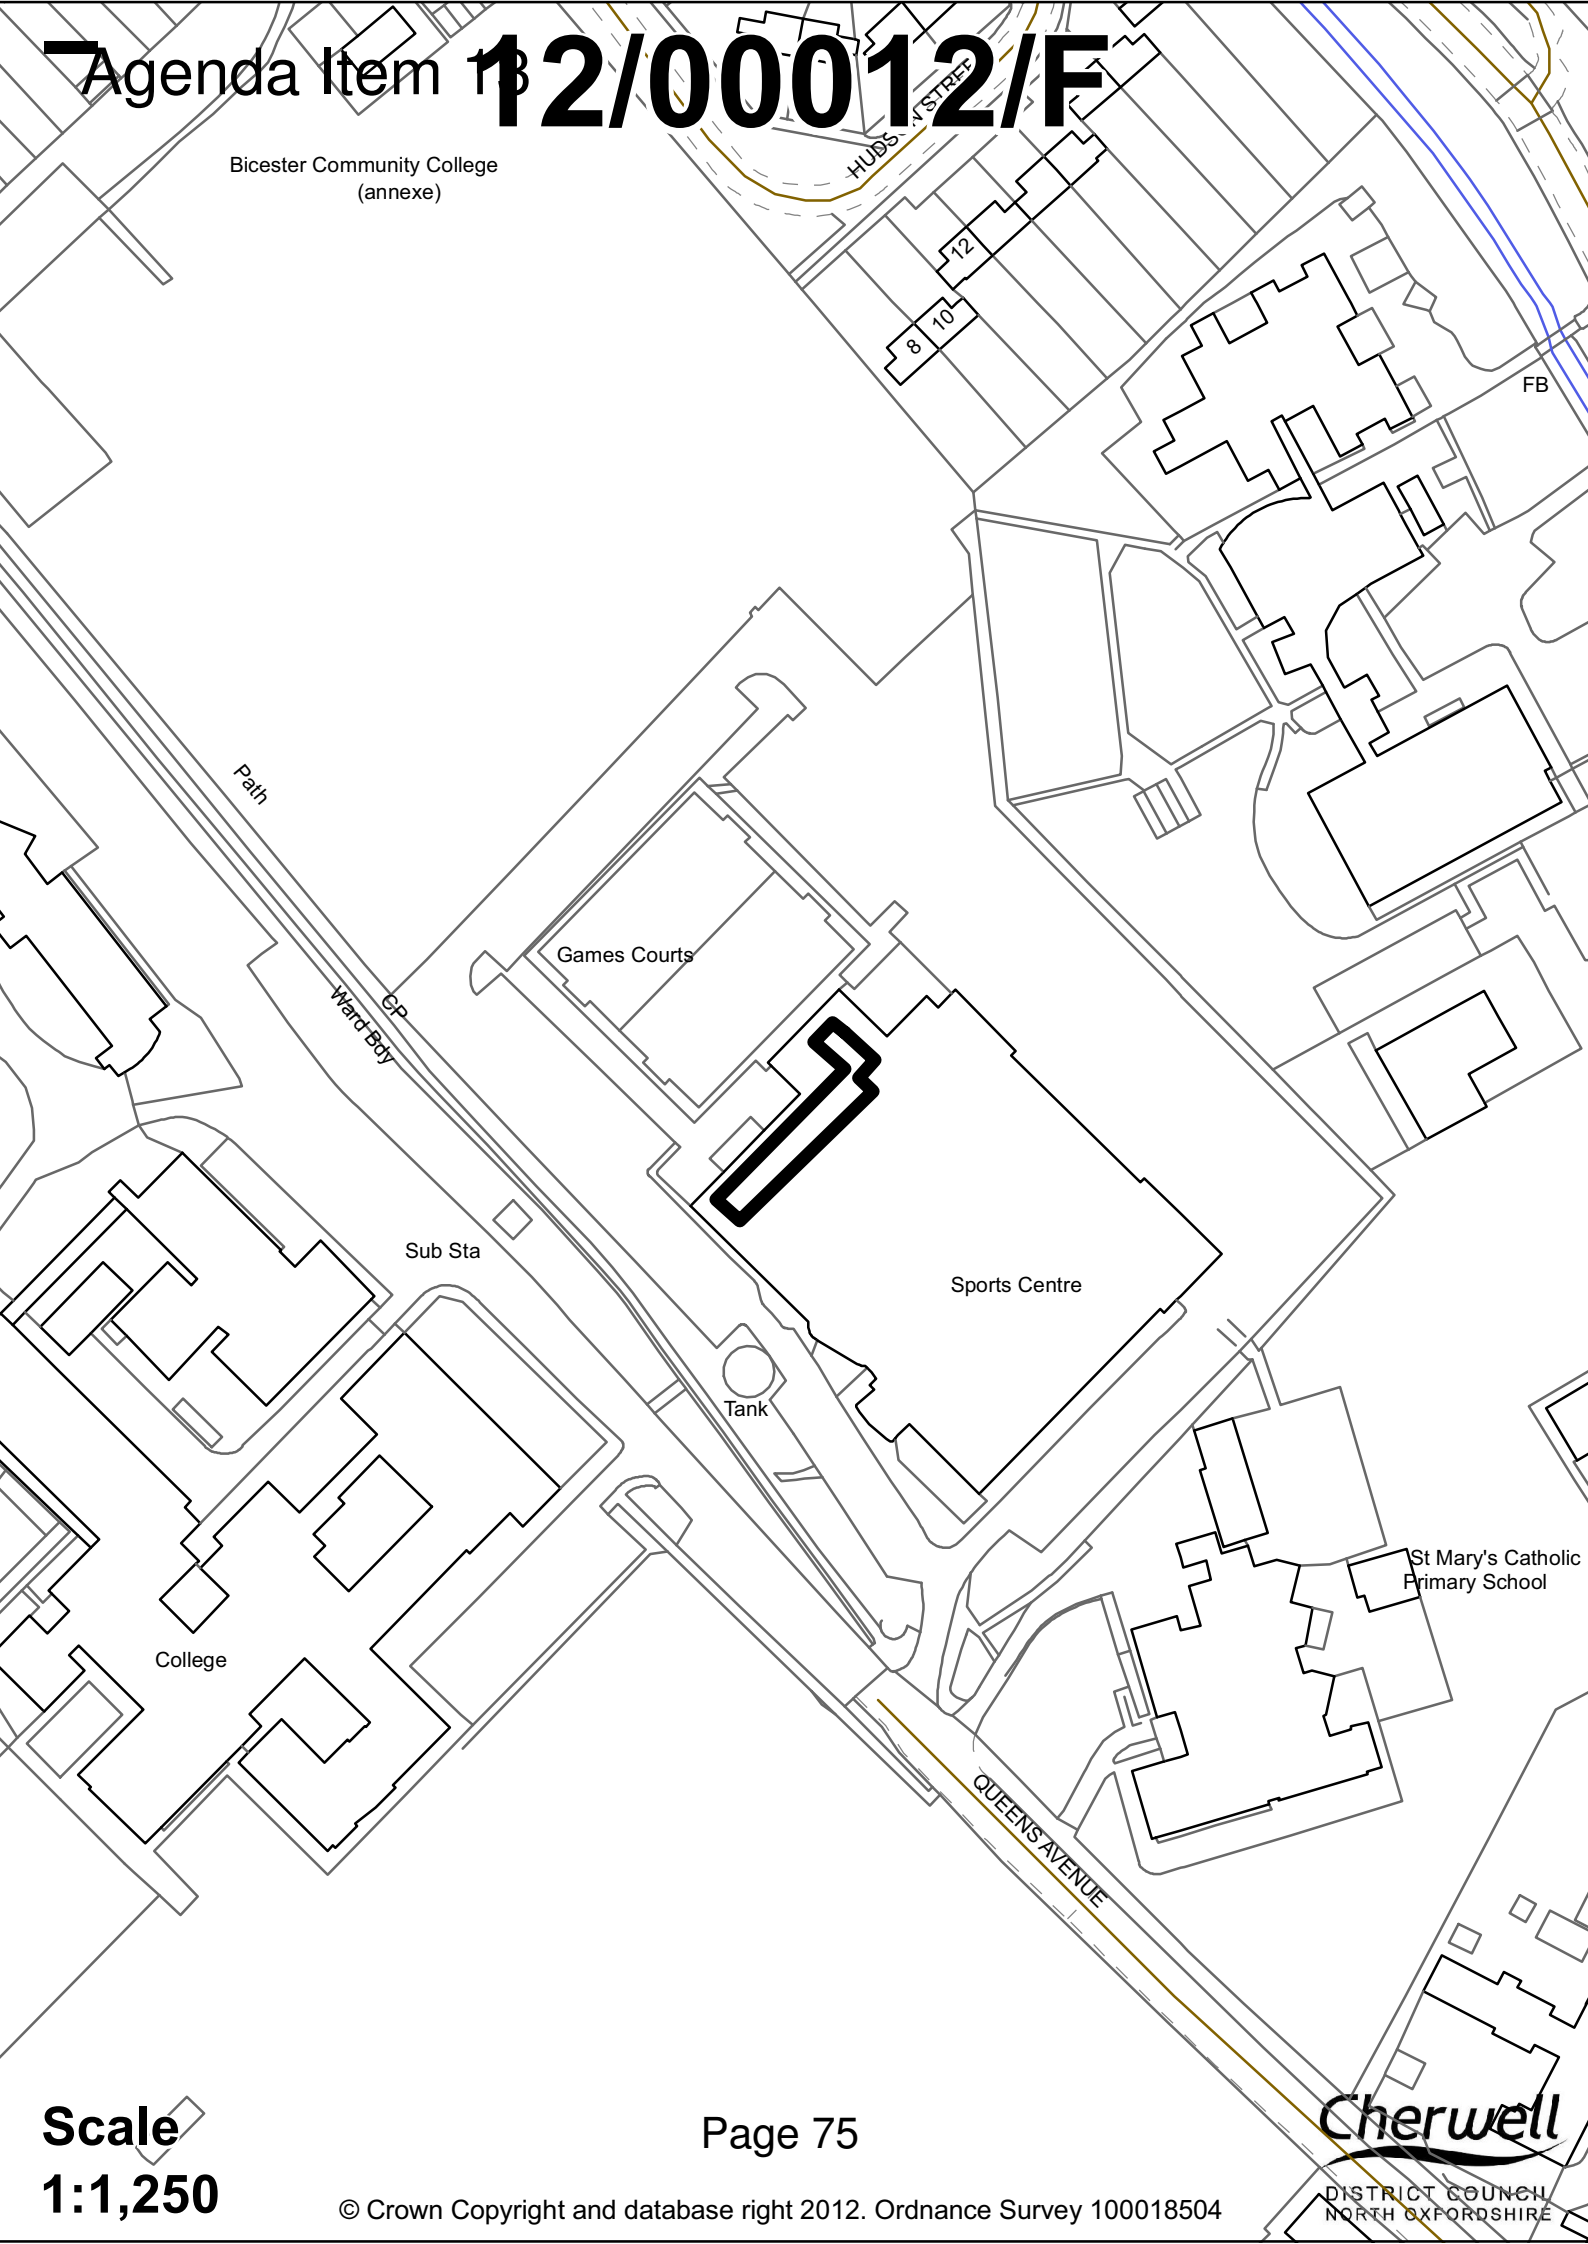 Agenda Item 13
12/00012/F
Bicester Community College
(annexe)
HUDSON STREET
12
10
8
FB
Path
Games Courts
CP
Ward Bdy
Sub Sta
Sports Centre
Tank
St Mary's Catholic
Primary School
College
QUEENS AVENUE
Scale
1:1,250
Page 75
© Crown Copyright and database right 2012. Ordnance Survey 100018504
Cherwell
DISTRICT COUNCIL
NORTH OXFORDSHIRE